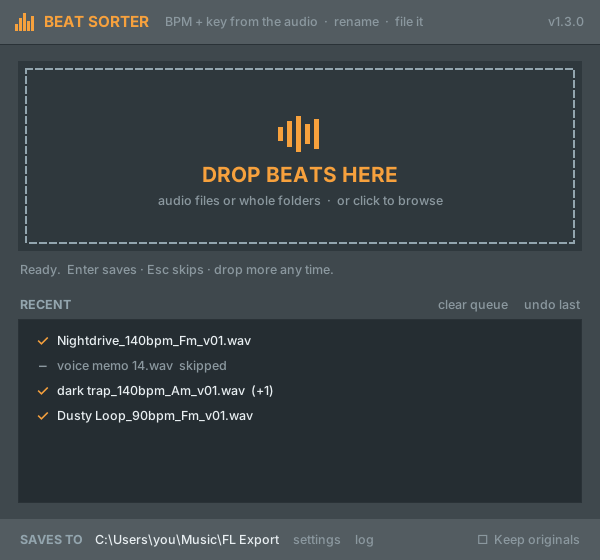 BEAT SORTER BPM + key from the audio · rename · file it v1.3.0
DROP BEATS HERE
audio files or whole folders · or click to browse
Ready. Enter saves · Esc skips · drop more any time.
RECENT clear queue undo last
Nightdrive_140bpm_Fm_v01.wav
voice memo 14.wav skipped
dark trap_140bpm_Am_v01.wav (+1)
Dusty Loop_90bpm_Fm_v01.wav
SAVES TO C:\Users\you\Music\FL Export settings log Keep originals